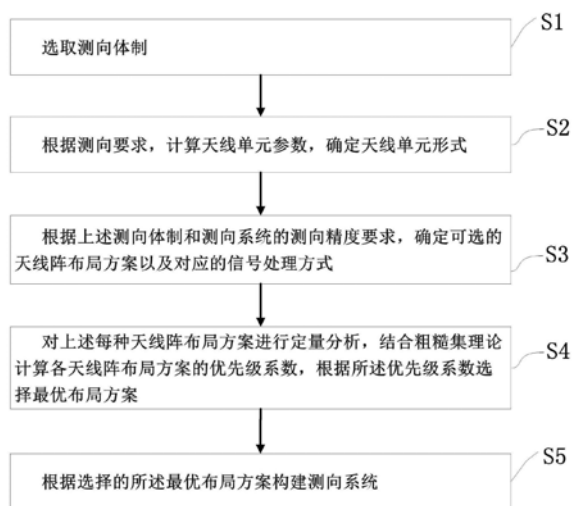 选取测向体制
S1
根据测向要求，计算天线单元参数，确定天线单元形式
S2
根据上述测向体制和测向系统的测向精度要求，确定可选的
天线阵布局方案以及对应的信号处理方式
S3
对上述每种天线阵布局方案进行定量分析，结合粗糙集理论
计算各天线阵布局方案的优先级系数，根据所述优先级系数选
择最优布局方案
S4
根据选择的所述最优布局方案构建测向系统
S5